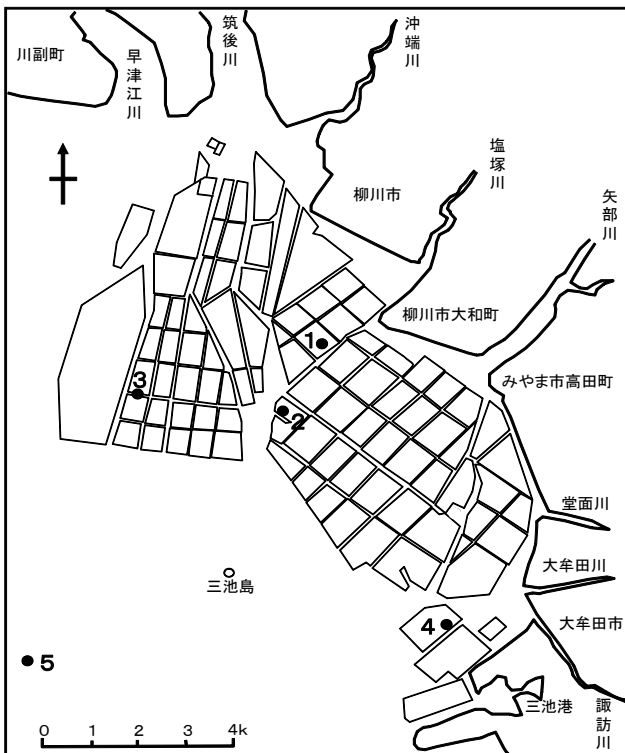 川副町
早津江川
筑後川
沖端川
塩塚川
矢部川
柳川市
柳川市大和町
みやま市高田町
1
2
3
堂面川
大牟田川
三池島
大牟田市
4
5
三池港
諏訪川
0 1 2 3 4k